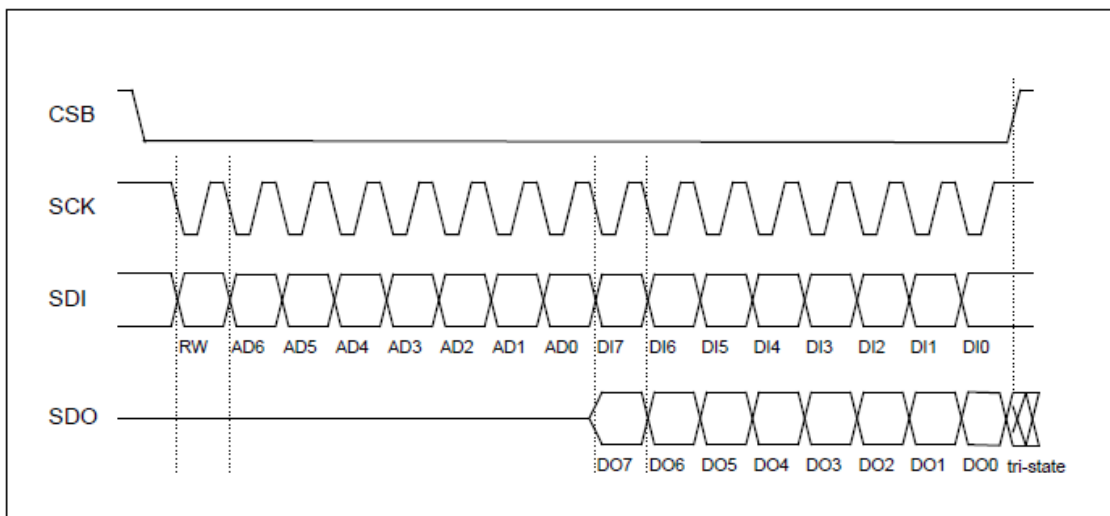 CSB
SCK
SDI
RW AD6 AD5 AD4 AD3 AD2 AD1 AD0 DI7 DI6 DI5 DI4 DI3 DI2 DI1 DI0
SDO
DO7 DO6 DO5 DO4 DO3 DO2 DO1 DO0 tri-state